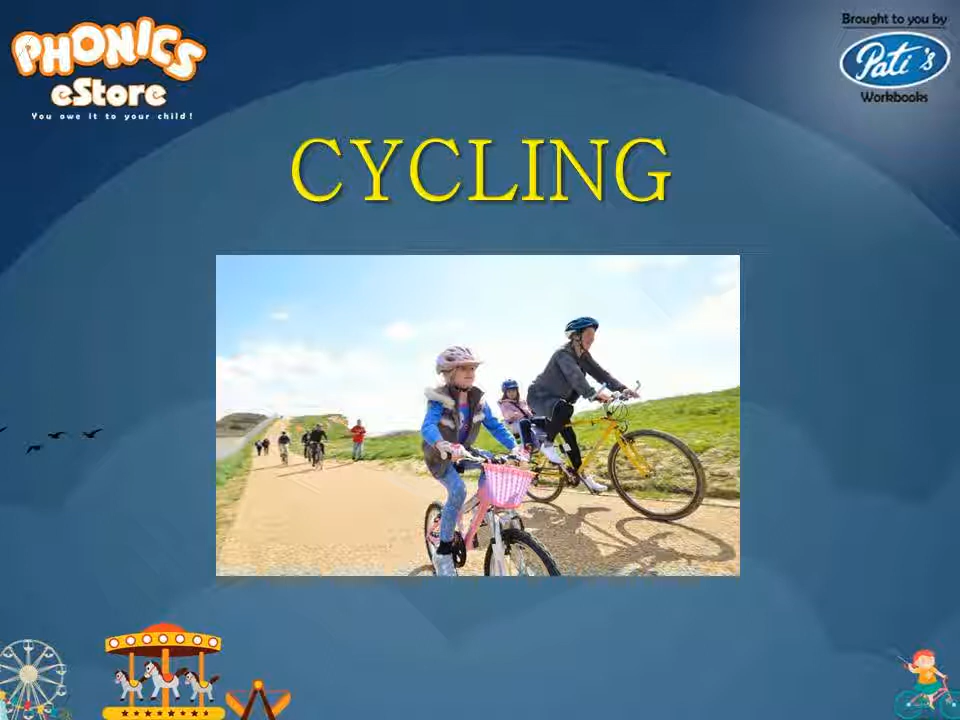 PHONICS
eStore
You owe it to your child!
Brought to you by
Pati's
Workbooks
CYCLING